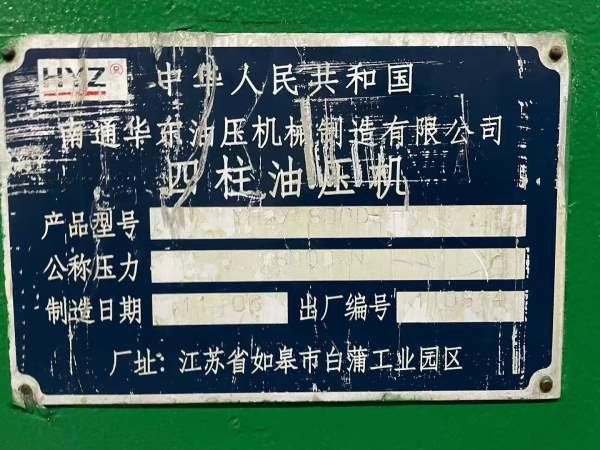 HYZ®
中华人民共和国
南通华东油压机械制造有限公司
四柱油压机
产品型号
公称压力
制造日期 11 06 出厂编号
厂址：江苏省如皋市白蒲工业园区